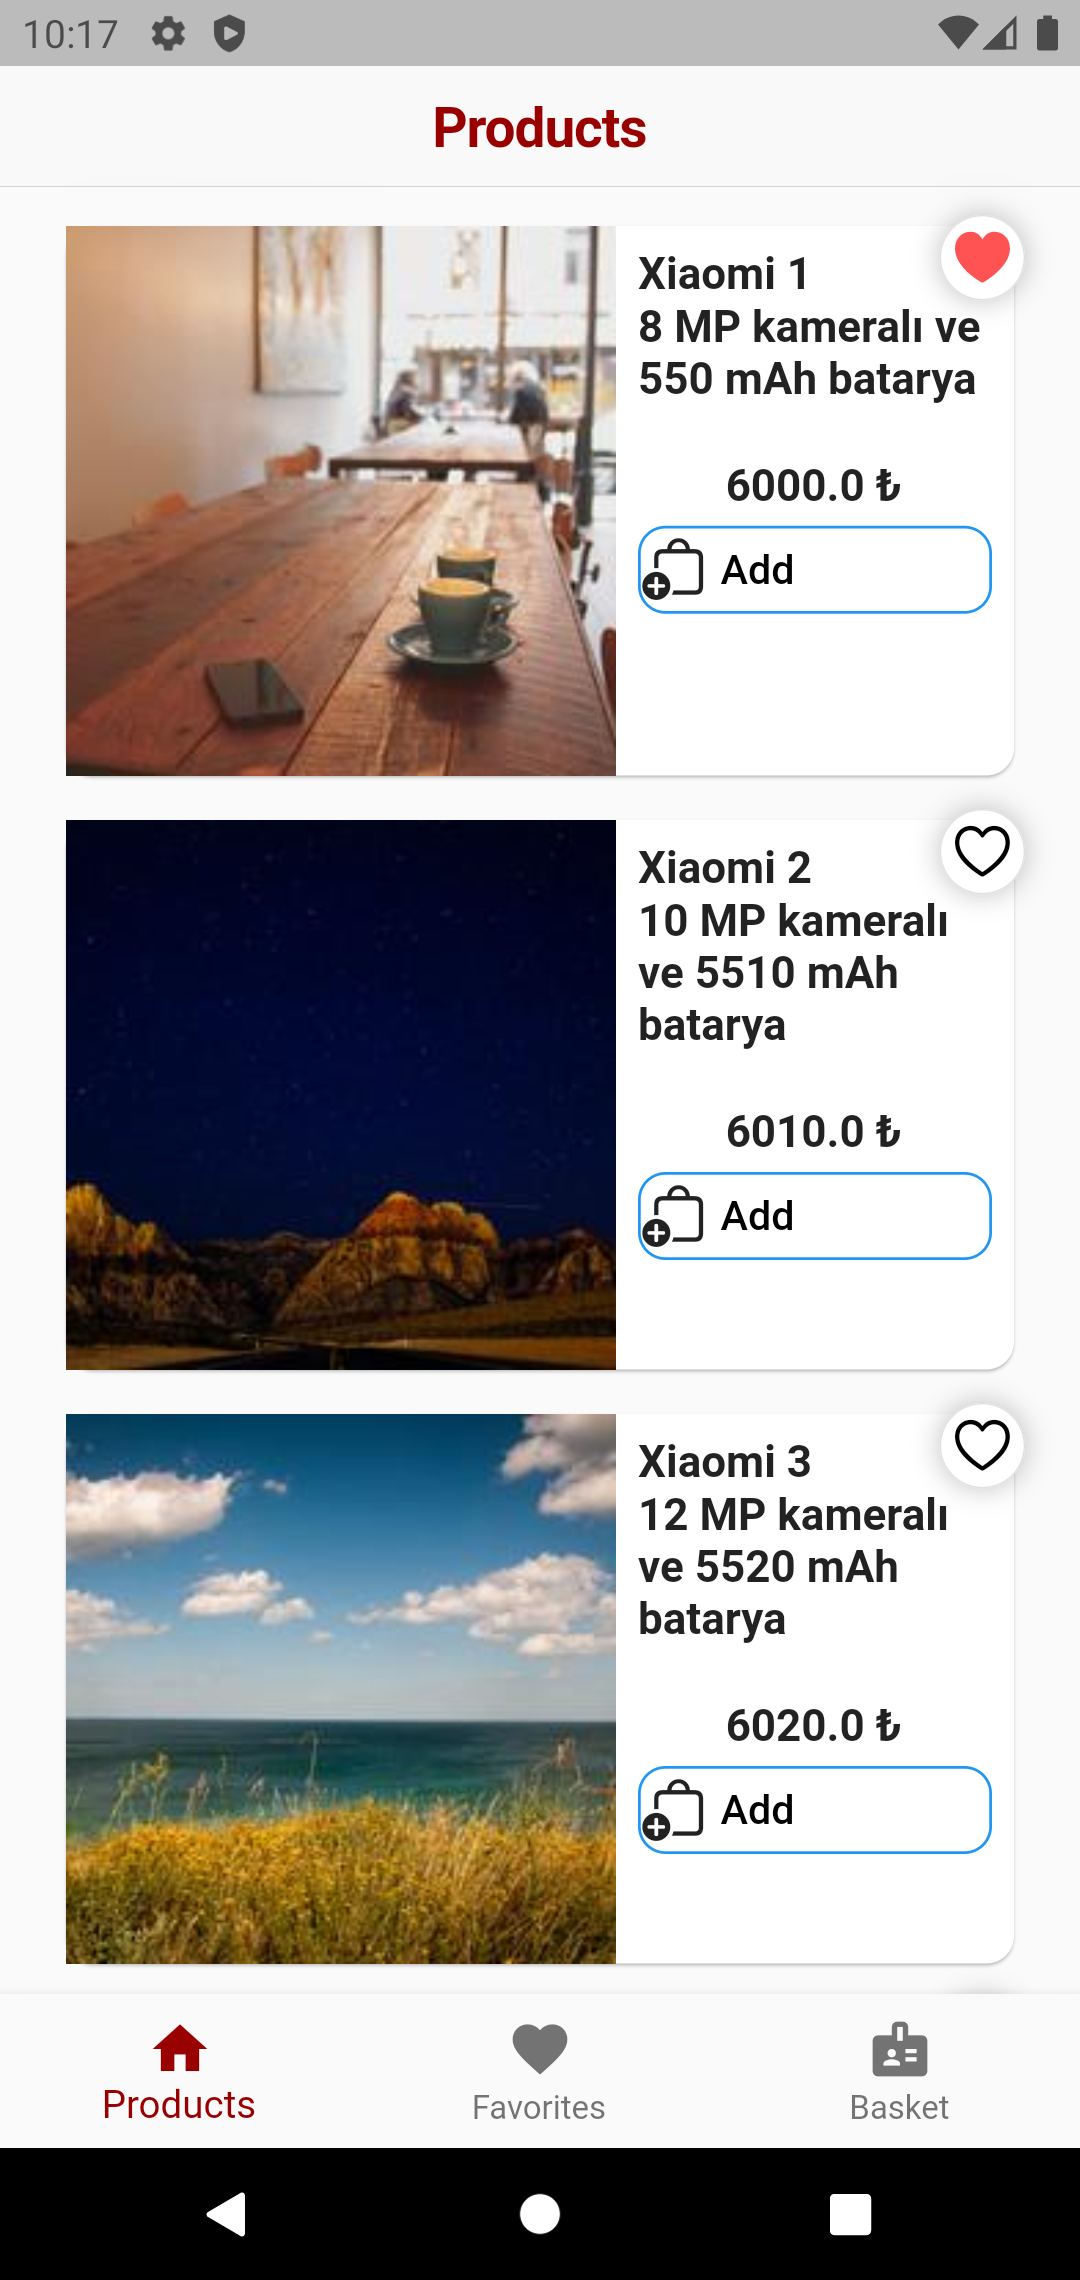 10:17
Products
Xiaomi 1
8 MP kameralı ve
550 mAh batarya
6000.0 ₺
Add
Xiaomi 2
10 MP kameralı
ve 5510 mAh
batarya
6010.0 ₺
Add
Xiaomi 3
12 MP kameralı
ve 5520 mAh
batarya
6020.0 ₺
Add
Products
Favorites
Basket